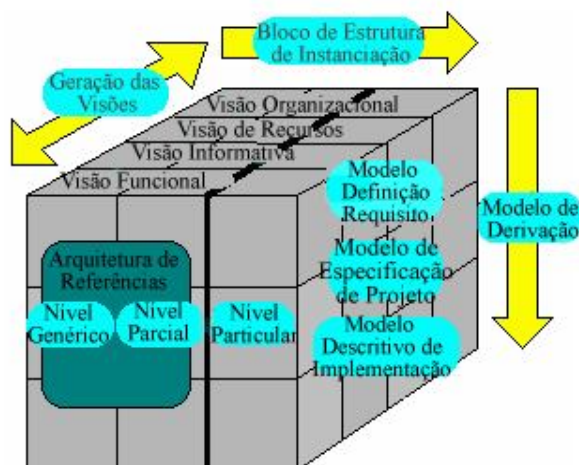 Bloco de Estrutura
de Instanciação
Geração das
Visões
Visão Organizacional
Visão de Recursos
Visão Informativa
Visão Funcional
Modelo
Definição
Requisito
Modelo de
Derivação
Arquitetura de
Referências
Modelo de
Especificação
de Projeto
Nível
Genérico
Nível
Parcial
Nível
Particular
Modelo
Descritivo de
Implementação